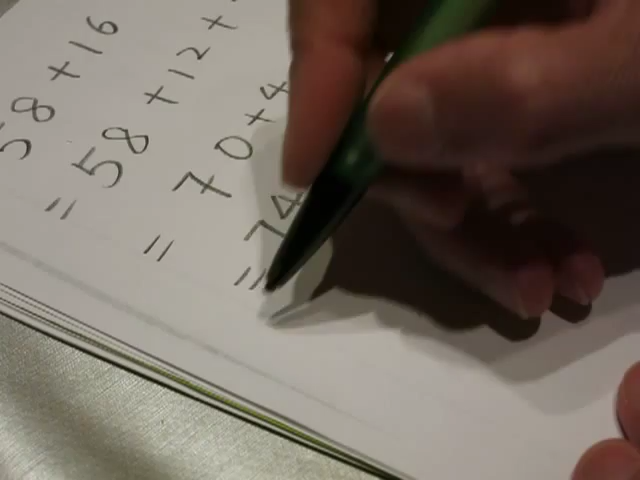 58 + 16
= 58 + 12 +
= 70 + 4
= 74